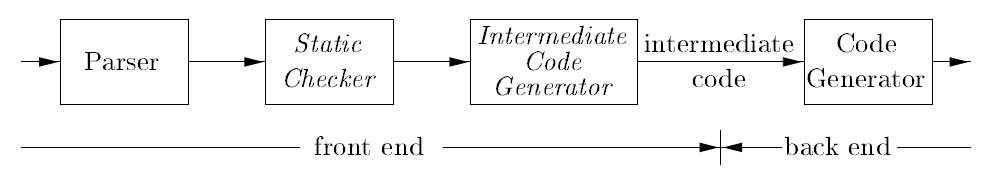 Parser
Static
Checker
Intermediate
Code
Generator
intermediate
code
Code
Generator
front end
back end